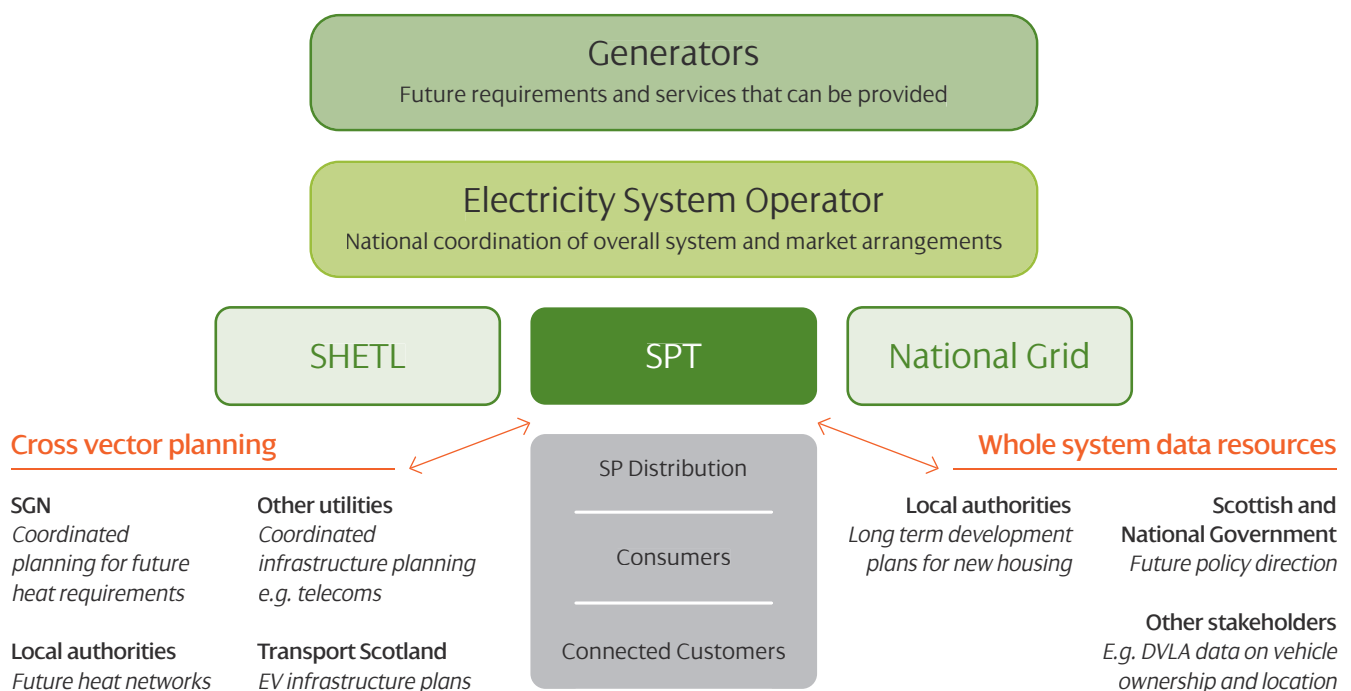 Generators
Future requirements and services that can be provided
Electricity System Operator
National coordination of overall system and market arrangements
SHETL
SPT
National Grid
Cross vector planning
SGN
Coordinated
planning for future
heat requirements
Other utilities
Coordinated
infrastructure planning
e.g. telecoms
Local authorities
Future heat networks
Transport Scotland
EV infrastructure plans
SP Distribution
Consumers
Connected Customers
Whole system data resources
Local authorities
Long term development
plans for new housing
Scottish and
National Government
Future policy direction
Other stakeholders
E.g. DVLA data on vehicle
ownership and location